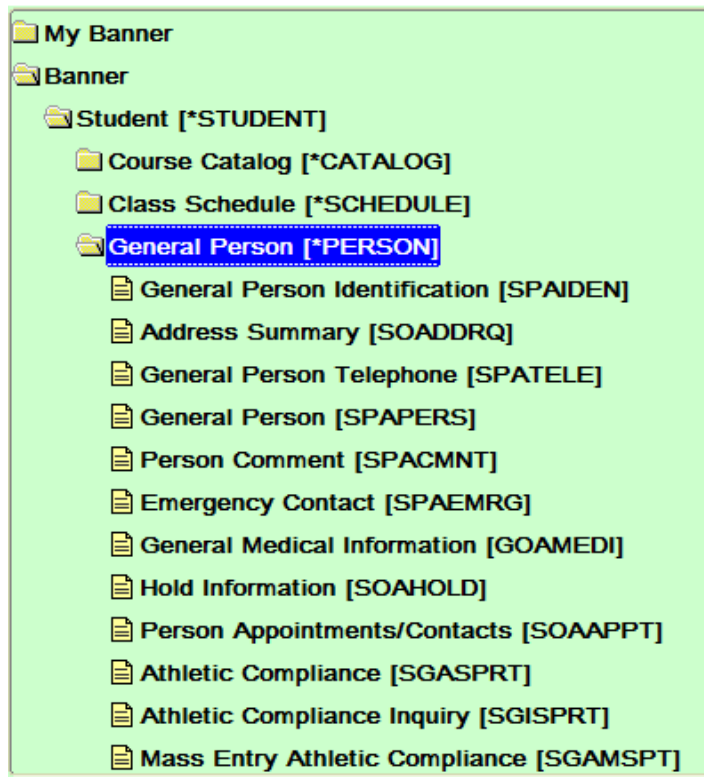 My Banner
Banner
Student [*STUDENT]
Course Catalog [*CATALOG]
Class Schedule [*SCHEDULE]
General Person [*PERSON]
General Person Identification [SPAIDEN]
Address Summary [SOADDRQ]
General Person Telephone [SPATELE]
General Person [SPAPERS]
Person Comment [SPACMNT]
Emergency Contact [SPAEMRG]
General Medical Information [GOAMEDI]
Hold Information [SOAHOLD]
Person Appointments/Contacts [SOAAPPT]
Athletic Compliance [SGASPRT]
Athletic Compliance Inquiry [SGISPRT]
Mass Entry Athletic Compliance [SGAMSPT]